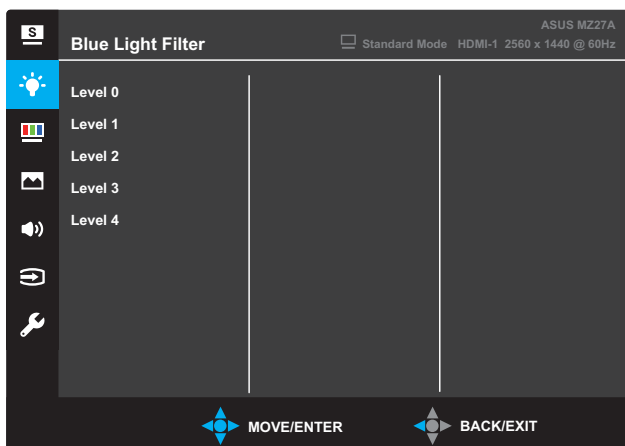 S
ASUS MZ27A
Blue Light Filter
Standard Mode HDMI-1 2560 x 1440 @ 60Hz
Level 0
Level 1
Level 2
Level 3
Level 4
MOVE/ENTER BACK/EXIT